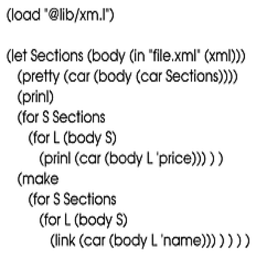 (load "@lib/xm.l")
(let Sections (body (in "file.xml" (xml)))
(pretty (car (body (car Sections))))
(prinl)
(for S Sections
(for L (body S)
(prinl (car (body L 'price))) ) )
(make
(for S Sections
(for L (body S)
(link (car (body L 'name))) ) ) ) )